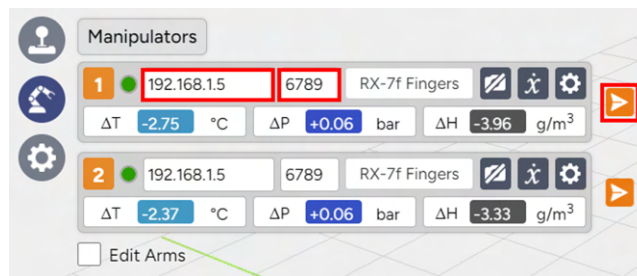 Manipulators
1 192.168.1.5 6789 RX-7f Fingers ẋ
ΔT -2.75 °C ΔP +0.06 bar ΔH -3.96 g/m³
2 192.168.1.5 6789 RX-7f Fingers ẋ
ΔT -2.37 °C ΔP +0.06 bar ΔH -3.33 g/m³
Edit Arms